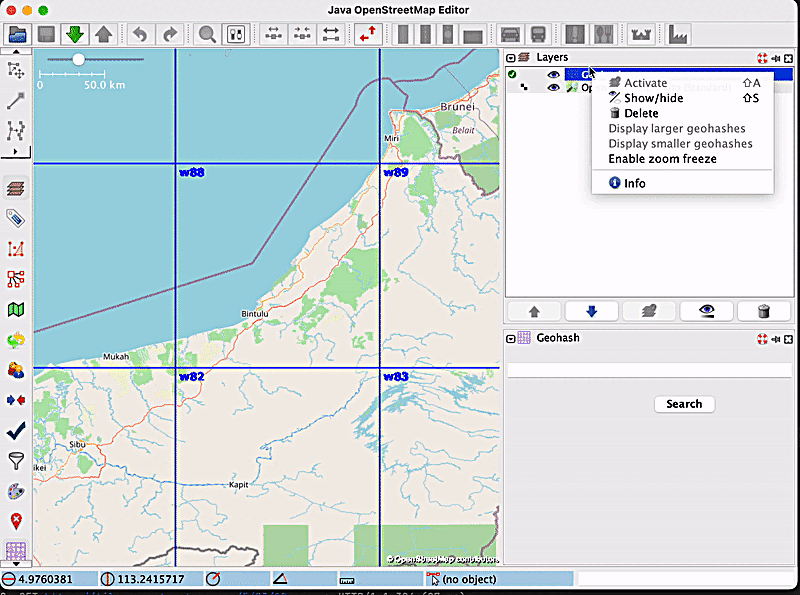 Java OpenStreetMap Editor
0 50.0 km
Layers
G
Op
Activate ⇧A
Show/hide ⇧S
Delete
Display larger geohashes
Display smaller geohashes
Enable zoom freeze
Info
Brunei
Belait
Miri
w88
w89
Bintulu
Mukah
w82
w83
Sibu
ikei
Kapit
© OpenStreetMap contributors
Geohash
Search
4.9760381
113.2415717
(no object)